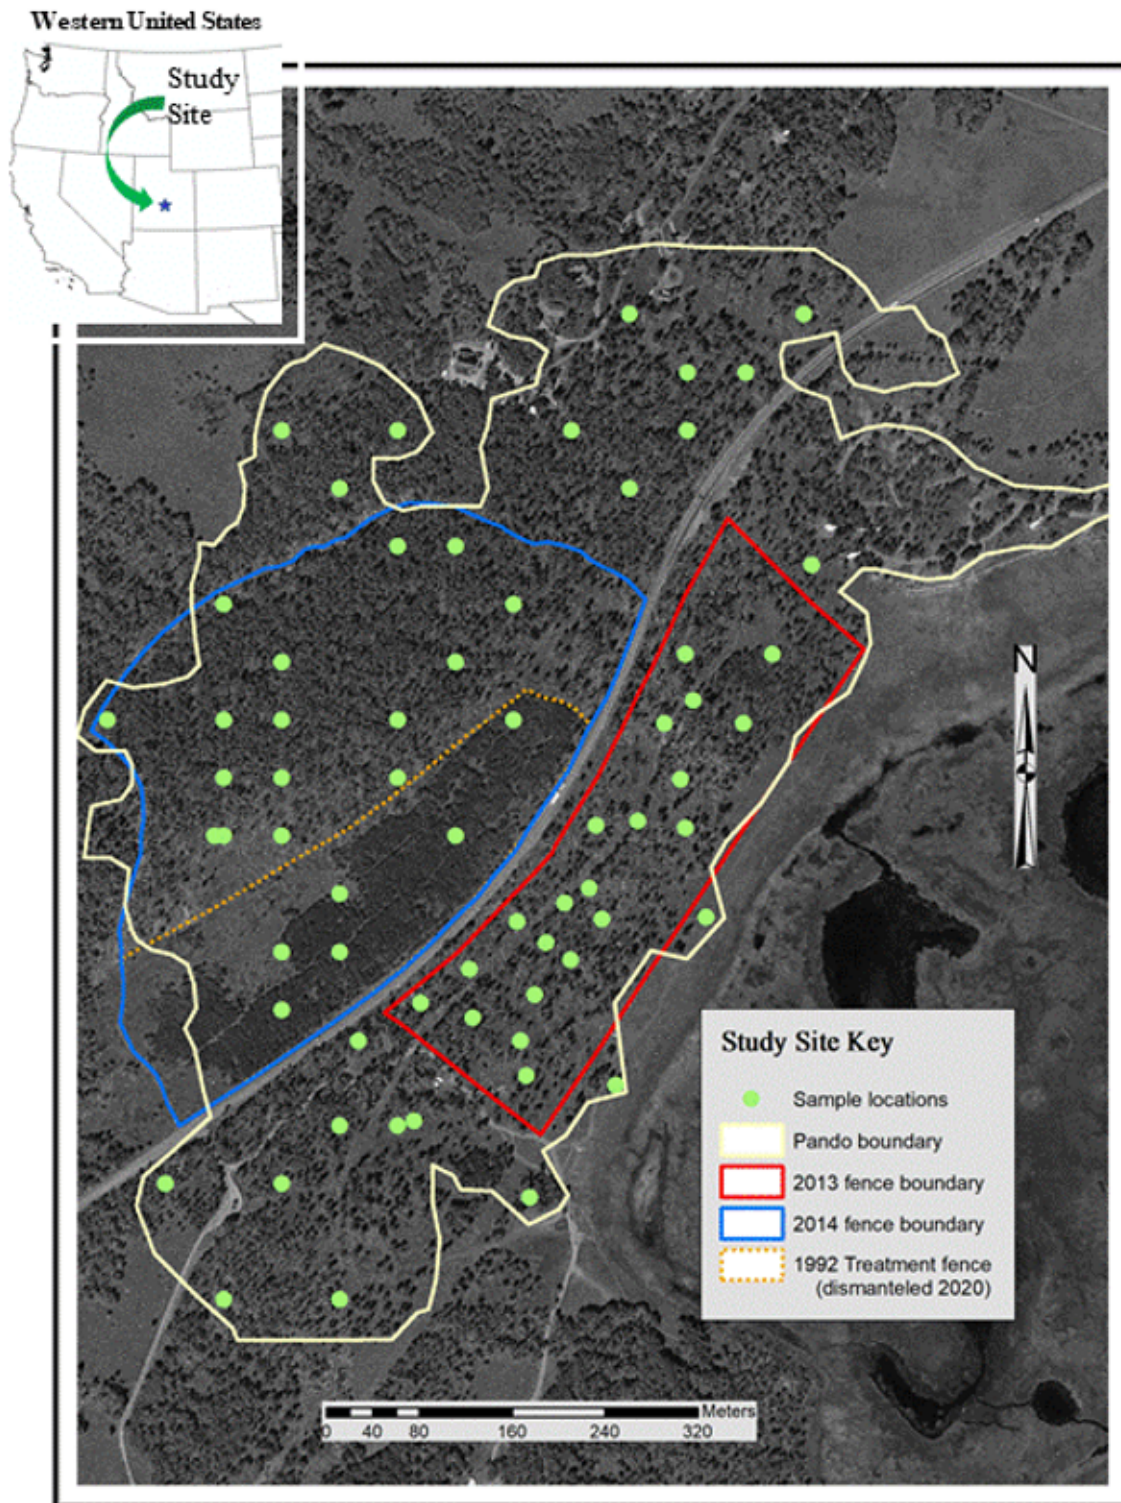 Western United States
Study
Site
N
Study Site Key
Sample locations
Pando boundary
2013 fence boundary
2014 fence boundary
1992 Treatment fence
(dismanteled 2020)
Meters
0 40 80 160 240 320